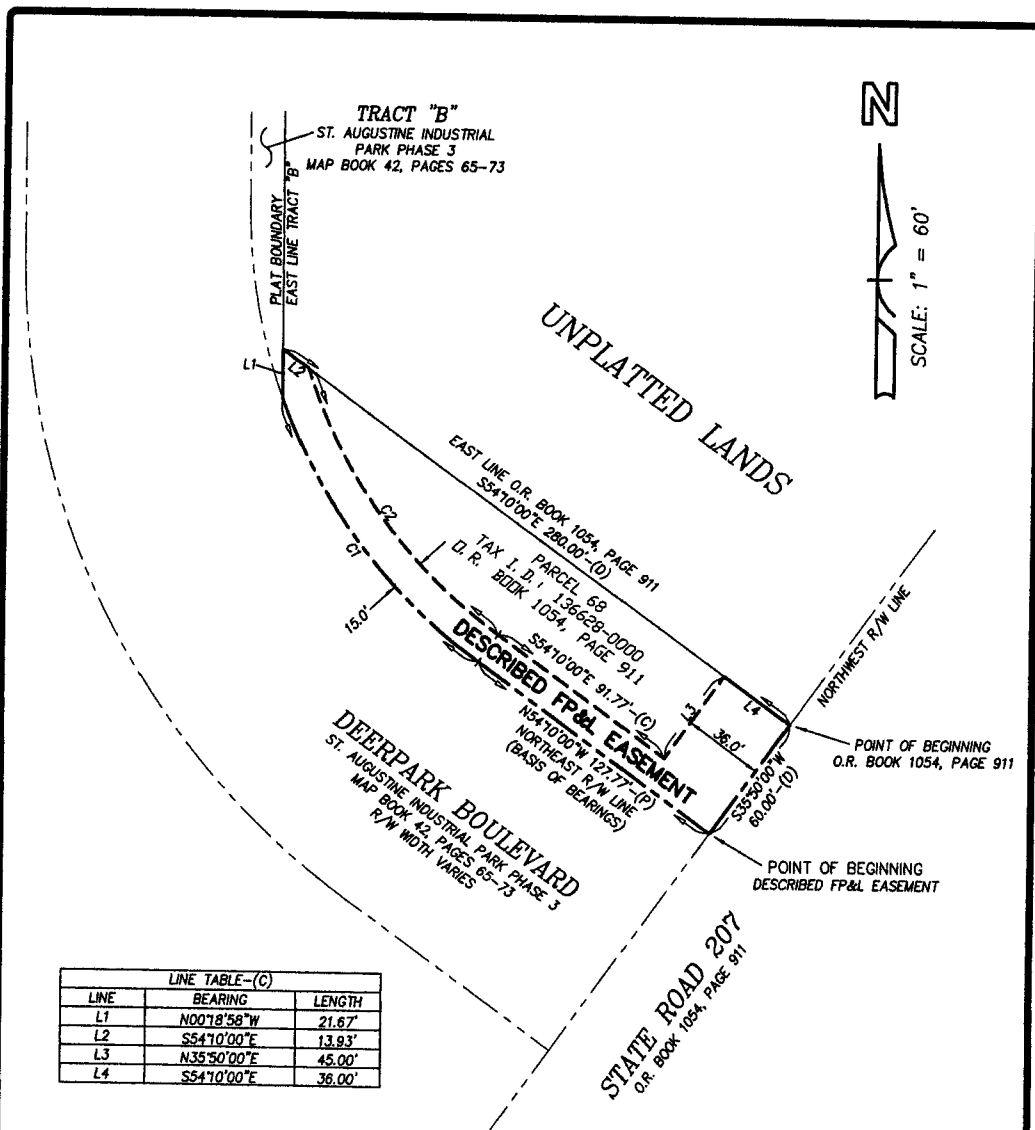 TRACT "B"
ST. AUGUSTINE INDUSTRIAL
PARK PHASE 3
MAP BOOK 42, PAGES 65-73
N
SCALE: 1" = 60'
PLAT BOUNDARY
EAST LINE TRACT "B"
UNPLATTED LANDS
L1
L2
EAST LINE O.R. BOOK 1054, PAGE 911
S54°10'00"E 280.00'-(D)
C2
C1
15.0'
PARCEL 68
TAX I.D.: 136628-0000
O.R. BOOK 1054, PAGE 911
S54°10'00"E 91.77'-(C)
DESCRIBED FP&L EASEMENT
N54°10'00"W 127.77'-(P)
NORTHEAST R/W LINE
(BASIS OF BEARINGS)
L3
L4
36.0'
NORTHWEST R/W LINE
S35°50'00"W
60.00'-(D)
POINT OF BEGINNING
O.R. BOOK 1054, PAGE 911
POINT OF BEGINNING
DESCRIBED FP&L EASEMENT
DEERPARK BOULEVARD
ST. AUGUSTINE INDUSTRIAL PARK PHASE 3
MAP BOOK 42, PAGES 65-73
R/W WIDTH VARIES
STATE ROAD 207
O.R. BOOK 1054, PAGE 911
LINE TABLE-(C)
LINE BEARING LENGTH
L1 N00°18'58"W 21.67'
L2 S54°10'00"E 13.93'
L3 N35°50'00"E 45.00'
L4 S54°10'00"E 36.00'